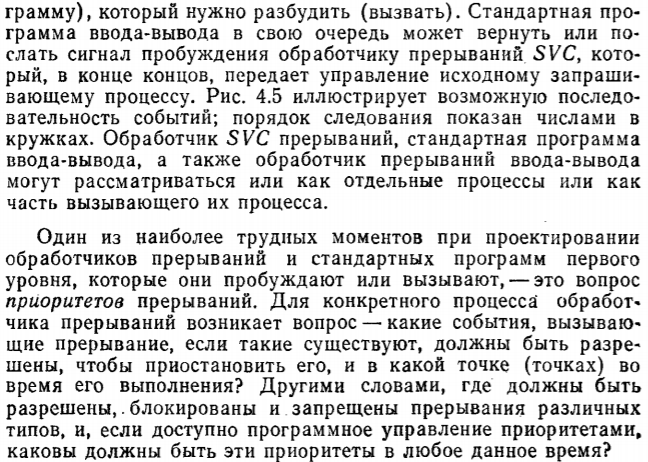 грамму), который нужно разбудить (вызвать). Стандартная про-
грамма ввода-вывода в свою очередь может вернуть или по-
слать сигнал пробуждения обработчику прерываний SVC, кото-
рый, в конце концов, передает управление исходному запраши-
вающему процессу. Рис. 4.5 иллюстрирует возможную последо-
вательность событий; порядок следования показан числами в
кружках. Обработчик SVC прерываний, стандартная программа
ввода-вывода, а также обработчик прерываний ввода-вывода
могут рассматриваться или как отдельные процессы или как
часть вызывающего их процесса.
Один из наиболее трудных моментов при проектировании
обработчиков прерываний и стандартных программ первого
уровня, которые они пробуждают или вызывают, — это вопрос
приоритетов прерываний. Для конкретного процесса обработ-
чика прерываний возникает вопрос — какие события, вызываю-
щие прерывание, если такие существуют, должны быть разре-
шены, чтобы приостановить его, и в какой точке (точках) во
время его выполнения? Другими словами, где должны быть
разрешены, блокированы и запрещены прерывания различных
типов, и, если доступно программное управление приоритетами,
каковы должны быть эти приоритеты в любое данное время?